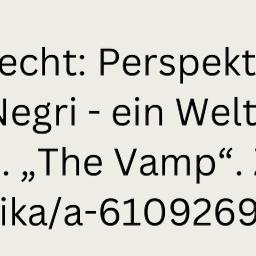 echt: Perspekt
Negri - ein Welt
. „The Vamp“.
ika/a-6109269